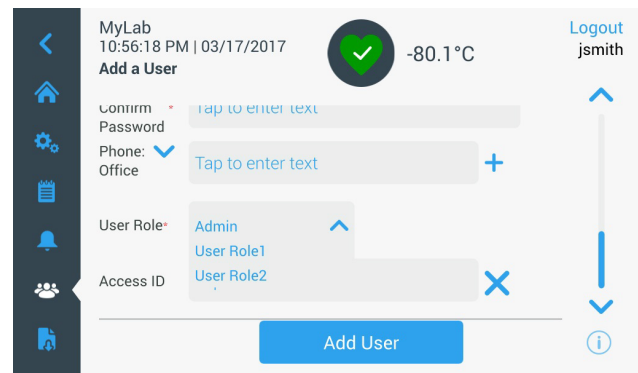 MyLab
10:56:18 PM | 03/17/2017
Add a User
-80.1°C
Logout
jsmith
Confirm *
Password
Tap to enter text
Phone:
Office
Tap to enter text
User Role*
Admin
User Role1
User Role2
Access ID
Add User